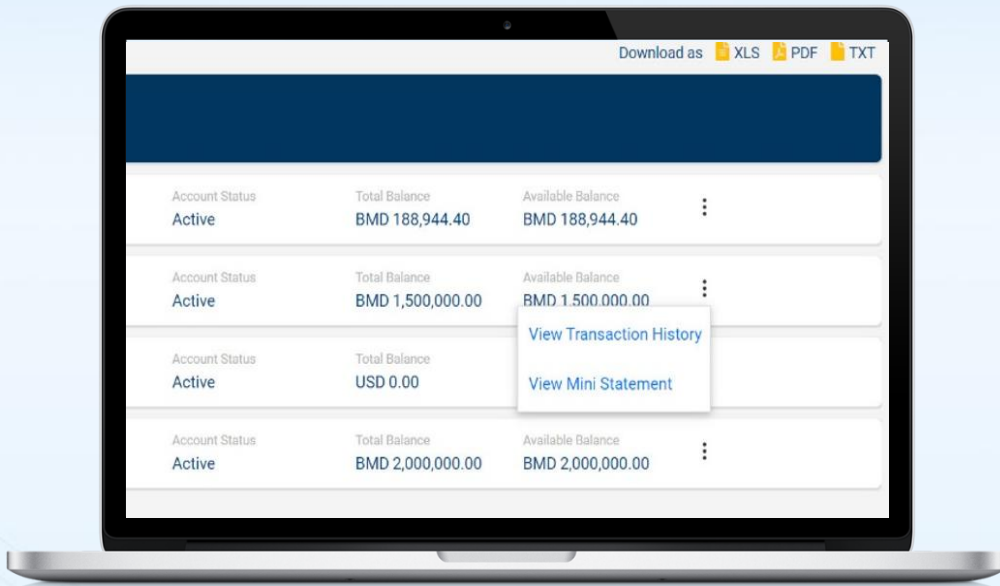 Download as XLS PDF TXT
Account Status Total Balance Available Balance
Active BMD 188,944.40 BMD 188,944.40
Account Status Total Balance Available Balance
Active BMD 1,500,000.00 BMD 1,500,000.00
View Transaction History
Account Status Total Balance
Active USD 0.00 View Mini Statement
Account Status Total Balance Available Balance
Active BMD 2,000,000.00 BMD 2,000,000.00